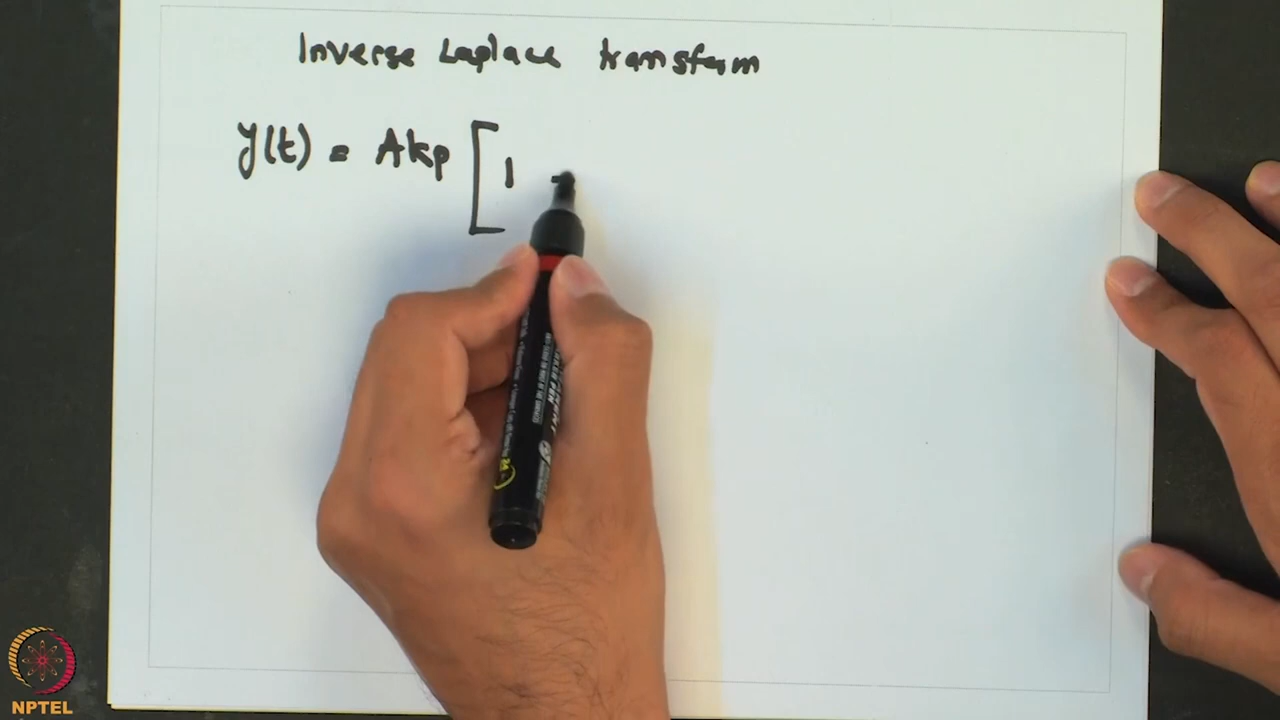 Inverse Laplace transform
y(t) = Akp [ 1 -
NPTEL